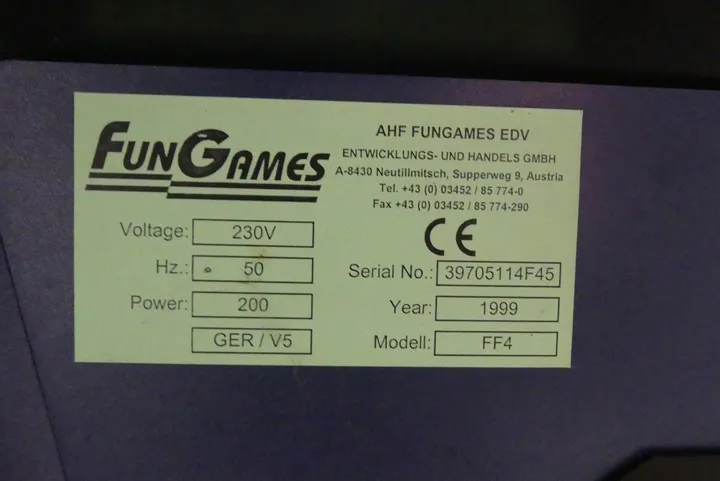 FUNGAMES
AHF FUNGAMES EDV
ENTWICKLUNGS- UND HANDELS GMBH
A-8430 Neutillmitsch, Supperweg 9, Austria
Tel. +43 (0) 03452 / 85 774-0
Fax +43 (0) 03452 / 85 774-290
CE
Voltage: 230V
Hz.: 50
Power: 200
GER / V5
Serial No.: 39705114F45
Year: 1999
Modell: FF4